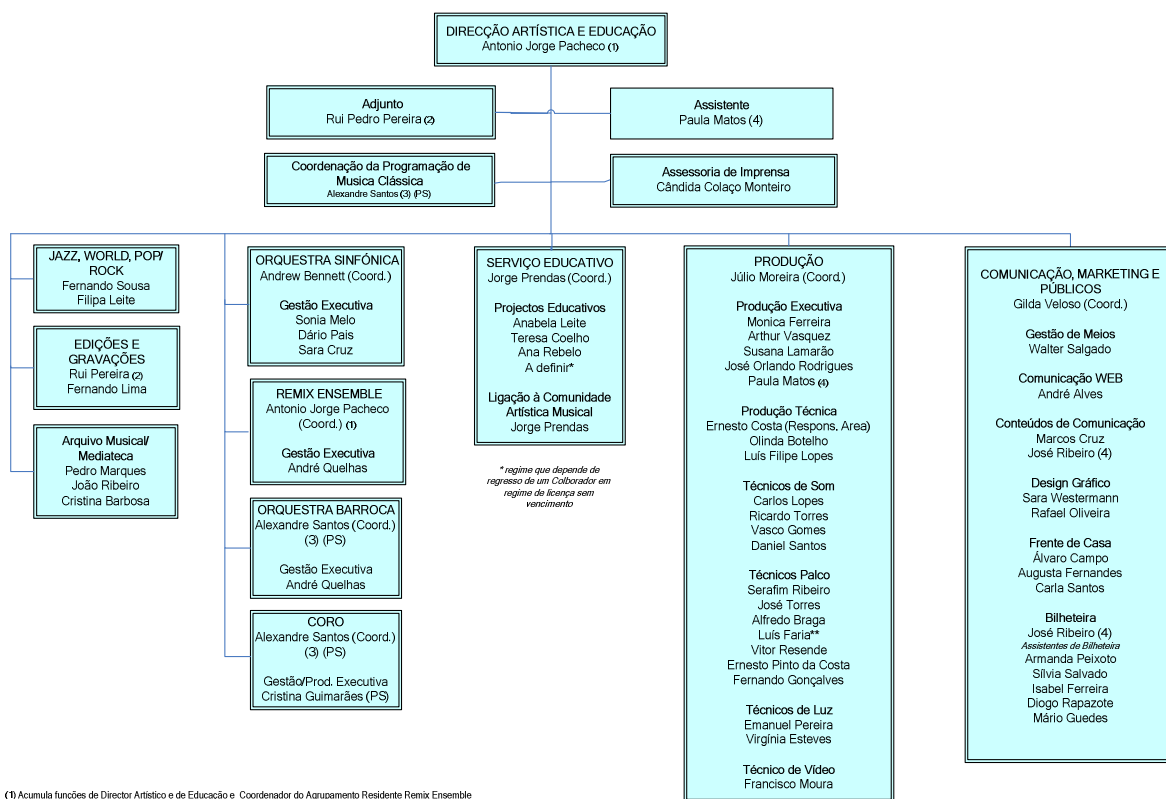 DIRECÇÃO ARTÍSTICA E EDUCAÇÃO
Antonio Jorge Pacheco (1)
Adjunto
Rui Pedro Pereira (2)
Assistente
Paula Matos (4)
Coordenação da Programação de
Musica Clássica
Alexandre Santos (3) (PS)
Assessoria de Imprensa
Cândida Colaço Monteiro
JAZZ, WORLD, POP/
ROCK
Fernando Sousa
Filipa Leite
EDIÇÕES E
GRAVAÇÕES
Rui Pereira (2)
Fernando Lima
Arquivo Musical/
Mediateca
Pedro Marques
João Ribeiro
Cristina Barbosa
ORQUESTRA SINFÓNICA
Andrew Bennett (Coord.)
Gestão Executiva
Sonia Melo
Dário Pais
Sara Cruz
REMIX ENSEMBLE
Antonio Jorge Pacheco
(Coord.) (1)
Gestão Executiva
André Quelhas
ORQUESTRA BARROCA
Alexandre Santos (Coord.)
(3) (PS)
Gestão Executiva
André Quelhas
CORO
Alexandre Santos (Coord.)
(3) (PS)
Gestão/Prod. Executiva
Cristina Guimarães (PS)
SERVIÇO EDUCATIVO
Jorge Prendas (Coord.)
Projectos Educativos
Anabela Leite
Teresa Coelho
Ana Rebelo
A definir*
Ligação à Comunidade
Artística Musical
Jorge Prendas
* regime que depende de
regresso de um Colborador em
regime de licença sem
vencimento
PRODUÇÃO
Júlio Moreira (Coord.)
Produção Executiva
Monica Ferreira
Arthur Vasquez
Susana Lamarão
José Orlando Rodrigues
Paula Matos (4)
Produção Técnica
Ernesto Costa (Respons. Area)
Olinda Botelho
Luís Filipe Lopes
Técnicos de Som
Carlos Lopes
Ricardo Torres
Vasco Gomes
Daniel Santos
Técnicos Palco
Serafim Ribeiro
José Torres
Alfredo Braga
Luís Faria**
Vitor Resende
Ernesto Pinto da Costa
Fernando Gonçalves
Técnicos de Luz
Emanuel Pereira
Virgínia Esteves
Técnico de Vídeo
Francisco Moura
COMUNICAÇÃO, MARKETING E
PÚBLICOS
Gilda Veloso (Coord.)
Gestão de Meios
Walter Salgado
Comunicação WEB
André Alves
Conteúdos de Comunicação
Marcos Cruz
José Ribeiro (4)
Design Gráfico
Sara Westermann
Rafael Oliveira
Frente de Casa
Álvaro Campo
Augusta Fernandes
Carla Santos
Bilheteira
José Ribeiro (4)
Assistentes de Bilheteira
Armanda Peixoto
Sílvia Salvado
Isabel Ferreira
Diogo Rapazote
Mário Guedes
(1) Acumula funções de Director Artístico e de Educação e Coordenador do Agrupamento Residente Remix Ensemble